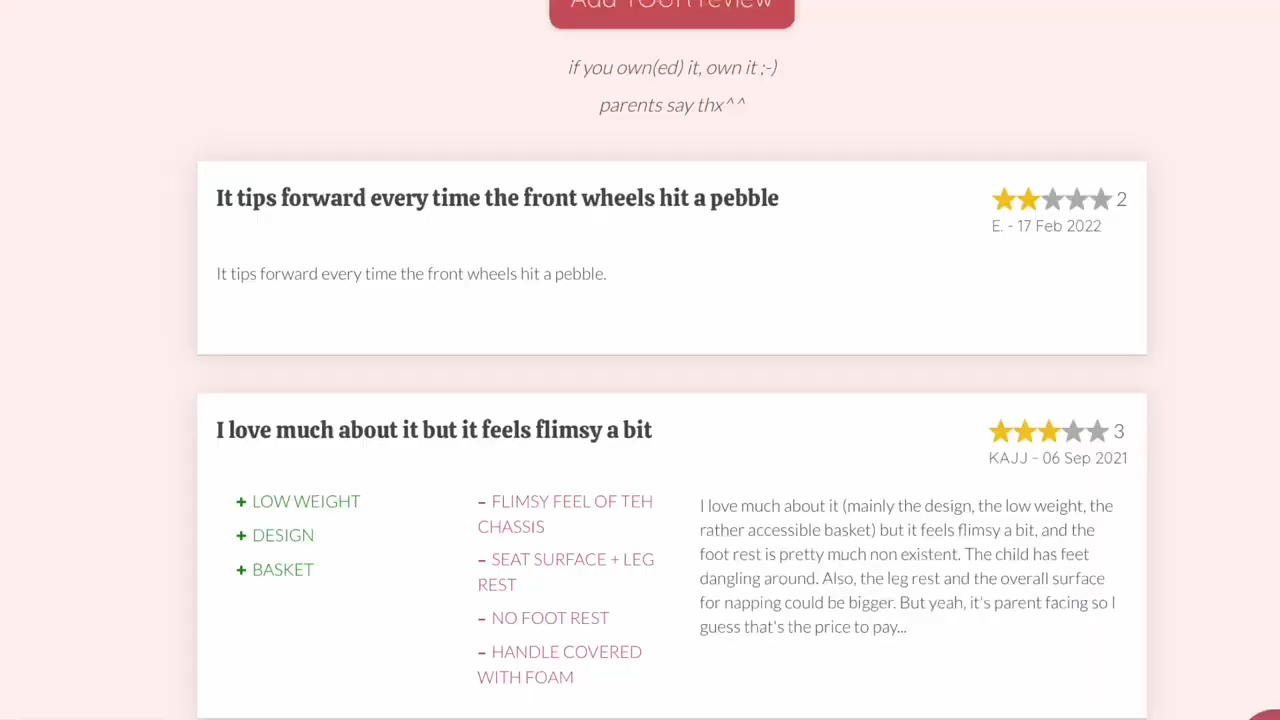 Add YOUR review
if you own(ed) it, own it ;-)
parents say thx^^
It tips forward every time the front wheels hit a pebble
2
E. - 17 Feb 2022
It tips forward every time the front wheels hit a pebble.
I love much about it but it feels flimsy a bit
3
KAJJ - 06 Sep 2021
+ LOW WEIGHT
+ DESIGN
+ BASKET
- FLIMSY FEEL OF TEH
CHASSIS
- SEAT SURFACE + LEG
REST
- NO FOOT REST
- HANDLE COVERED
WITH FOAM
I love much about it (mainly the design, the low weight, the
rather accessible basket) but it feels flimsy a bit, and the
foot rest is pretty much non existent. The child has feet
dangling around. Also, the leg rest and the overall surface
for napping could be bigger. But yeah, it's parent facing so I
guess that's the price to pay...